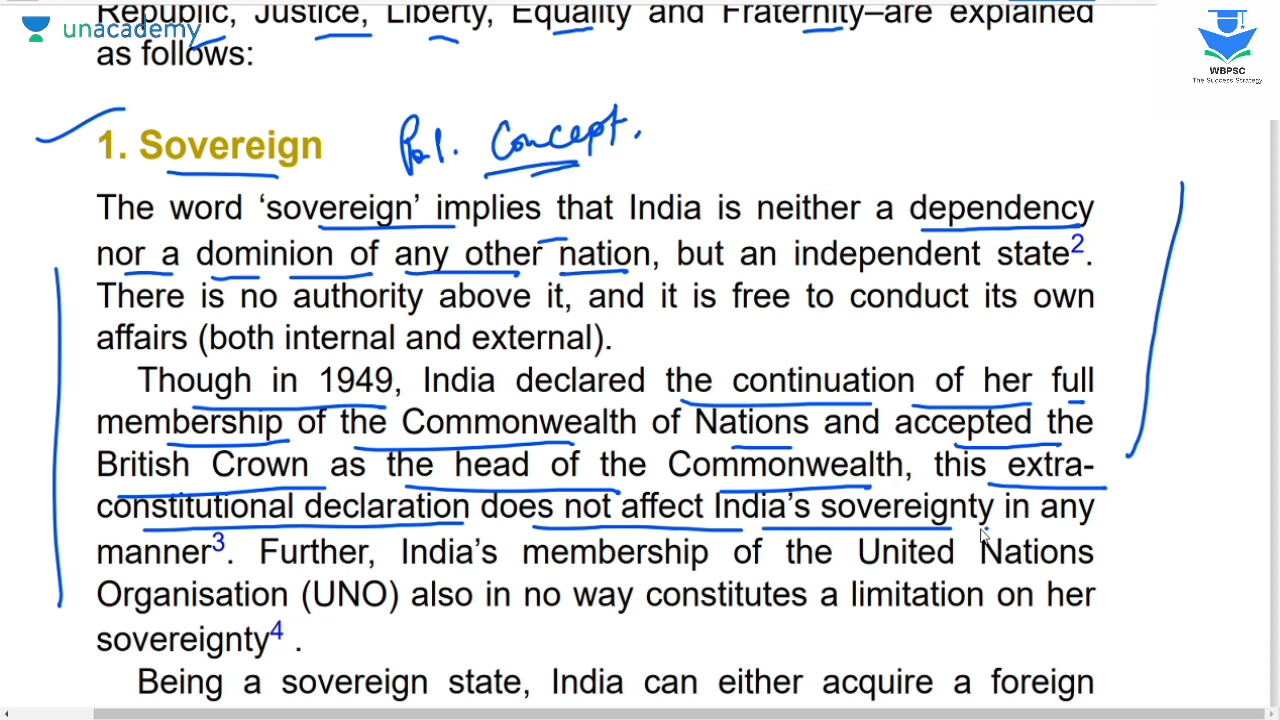 Republic, Justice, Liberty, Equality and Fraternity–are explained
unacademy
as follows:
WBPSC
The Success Strategy
1. Sovereign Pol. Concept.
The word ‘sovereign’ implies that India is neither a dependency
nor a dominion of any other nation, but an independent state2.
There is no authority above it, and it is free to conduct its own
affairs (both internal and external).
Though in 1949, India declared the continuation of her full
membership of the Commonwealth of Nations and accepted the
British Crown as the head of the Commonwealth, this extra-
constitutional declaration does not affect India’s sovereignty in any
manner3. Further, India’s membership of the United Nations
Organisation (UNO) also in no way constitutes a limitation on her
sovereignty4 .
Being a sovereign state, India can either acquire a foreign